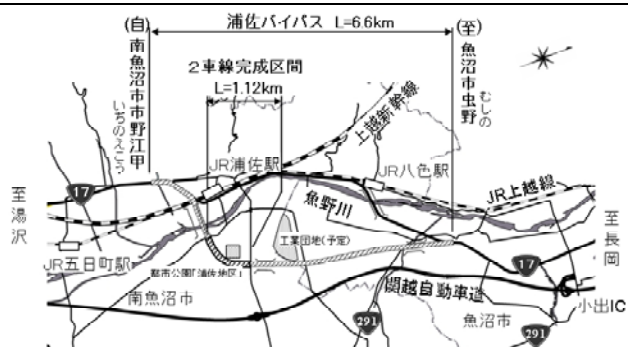 浦佐バイパス L=6.6km
(自)南魚沼市市野江甲
いちのえこう
(至)魚沼市虫野
むしの
2車線完成区間
L=1.12km
上越新幹線
JR浦佐駅
JR八色駅
17
魚野川
JR上越線
至湯沢
至長岡
工業団地(予定)
JR五日町駅
都市公園「浦佐地区」
17
南魚沼市
関越自動車道
小出IC
291
魚沼市
291